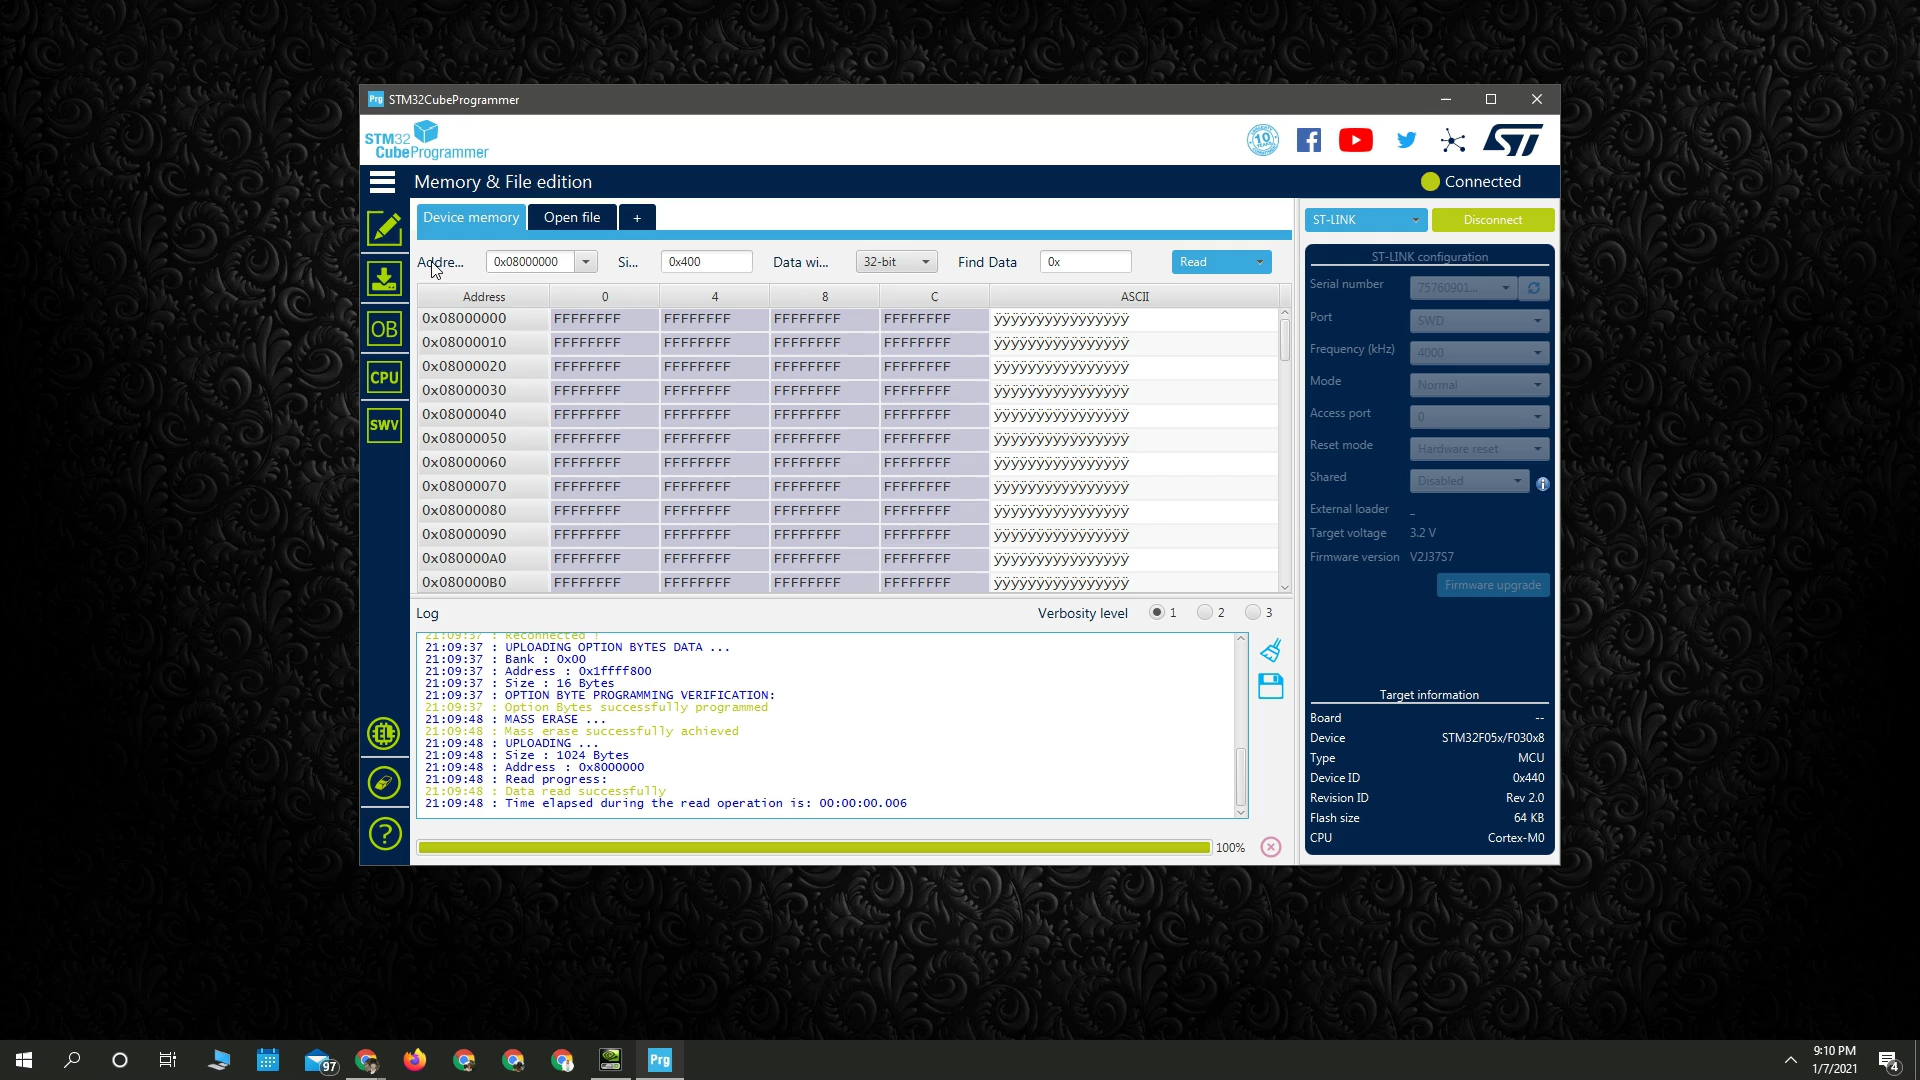 Prg STM32CubeProgrammer
STM32
CubeProgrammer
10
ST
Memory & File edition
Connected
Device memory
Open file
+
ST-LINK
Disconnect
Addre...
0x08000000
Si...
0x400
Data wi...
32-bit
Find Data
0x
Read
Address 0 4 8 C ASCII
0x08000000 FFFFFFFF FFFFFFFF FFFFFFFF FFFFFFFF ÿÿÿÿÿÿÿÿÿÿÿÿÿÿÿÿ
0x08000010 FFFFFFFF FFFFFFFF FFFFFFFF FFFFFFFF ÿÿÿÿÿÿÿÿÿÿÿÿÿÿÿÿ
0x08000020 FFFFFFFF FFFFFFFF FFFFFFFF FFFFFFFF ÿÿÿÿÿÿÿÿÿÿÿÿÿÿÿÿ
0x08000030 FFFFFFFF FFFFFFFF FFFFFFFF FFFFFFFF ÿÿÿÿÿÿÿÿÿÿÿÿÿÿÿÿ
0x08000040 FFFFFFFF FFFFFFFF FFFFFFFF FFFFFFFF ÿÿÿÿÿÿÿÿÿÿÿÿÿÿÿÿ
0x08000050 FFFFFFFF FFFFFFFF FFFFFFFF FFFFFFFF ÿÿÿÿÿÿÿÿÿÿÿÿÿÿÿÿ
0x08000060 FFFFFFFF FFFFFFFF FFFFFFFF FFFFFFFF ÿÿÿÿÿÿÿÿÿÿÿÿÿÿÿÿ
0x08000070 FFFFFFFF FFFFFFFF FFFFFFFF FFFFFFFF ÿÿÿÿÿÿÿÿÿÿÿÿÿÿÿÿ
0x08000080 FFFFFFFF FFFFFFFF FFFFFFFF FFFFFFFF ÿÿÿÿÿÿÿÿÿÿÿÿÿÿÿÿ
0x08000090 FFFFFFFF FFFFFFFF FFFFFFFF FFFFFFFF ÿÿÿÿÿÿÿÿÿÿÿÿÿÿÿÿ
0x080000A0 FFFFFFFF FFFFFFFF FFFFFFFF FFFFFFFF ÿÿÿÿÿÿÿÿÿÿÿÿÿÿÿÿ
0x080000B0 FFFFFFFF FFFFFFFF FFFFFFFF FFFFFFFF ÿÿÿÿÿÿÿÿÿÿÿÿÿÿÿÿ
OB
CPU
SWV
EL
?
Log
Verbosity level 1 2 3
21:09:37 : Reconnected !
21:09:37 : UPLOADING OPTION BYTES DATA ...
21:09:37 : Bank : 0x00
21:09:37 : Address : 0x1ffff800
21:09:37 : Size : 16 Bytes
21:09:37 : OPTION BYTE PROGRAMMING VERIFICATION:
21:09:37 : Option Bytes successfully programmed
21:09:48 : MASS ERASE ...
21:09:48 : Mass erase successfully achieved
21:09:48 : UPLOADING ...
21:09:48 : Size : 1024 Bytes
21:09:48 : Address : 0x8000000
21:09:48 : Read progress:
21:09:48 : Data read successfully
21:09:48 : Time elapsed during the read operation is: 00:00:00.006
100%
ST-LINK configuration
Serial number 75760901...
Port SWD
Frequency (kHz) 4000
Mode Normal
Access port 0
Reset mode Hardware reset
Shared Disabled
External loader _
Target voltage 3.2 V
Firmware version V2J37S7
Firmware upgrade
Target information
Board --
Device STM32F05x/F030x8
Type MCU
Device ID 0x440
Revision ID Rev 2.0
Flash size 64 KB
CPU Cortex-M0
97
Prg
9:10 PM
1/7/2021
4